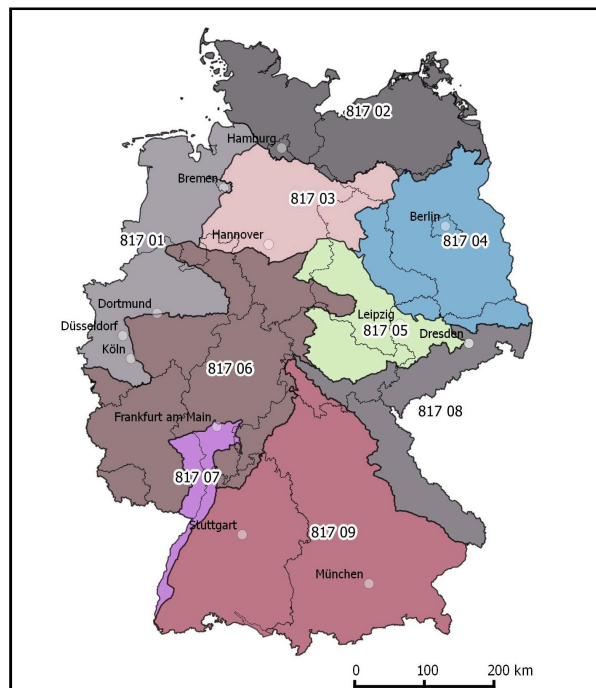 817 02
Hamburg
Bremen
817 03
Berlin
Hannover
817 01
817 04
Dortmund
Leipzig
Düsseldorf
817 05
Dresden
Köln
817 06
817 08
Frankfurt am Main
817 07
Stuttgart
817 09
München
0 100 200 km